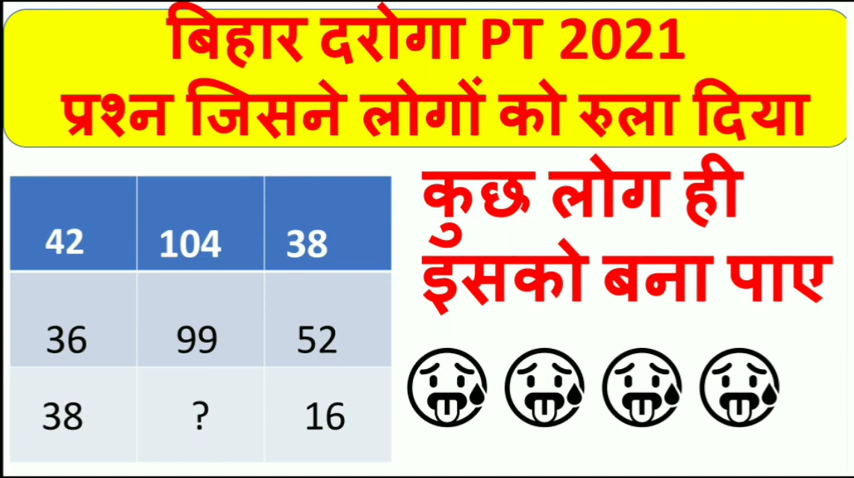 बिहार दरोगा PT 2021
प्रश्न जिसने लोगों को रुला दिया
कुछ लोग ही
इसको बना पाए
42 104 38
36 99 52
38 ? 16